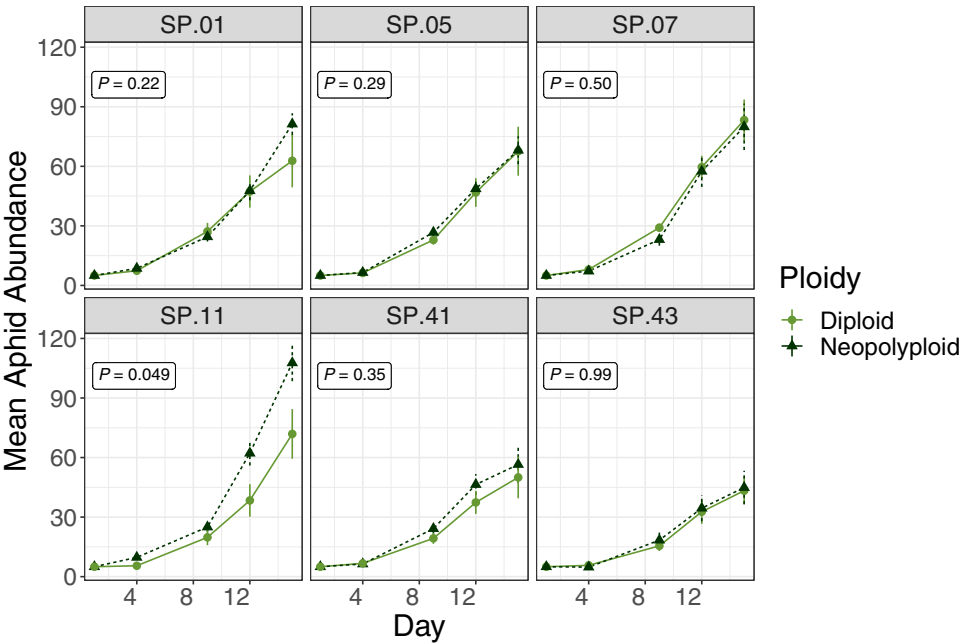 SP.01
SP.05
SP.07
120
90
60
30
0
P = 0.22
P = 0.29
P = 0.50
Mean Aphid Abundance
SP.11
SP.41
SP.43
120
90
60
30
0
P = 0.049
P = 0.35
P = 0.99
4 8 12
4 8 12
4 8 12
Day
Ploidy
Diploid
Neopolyploid